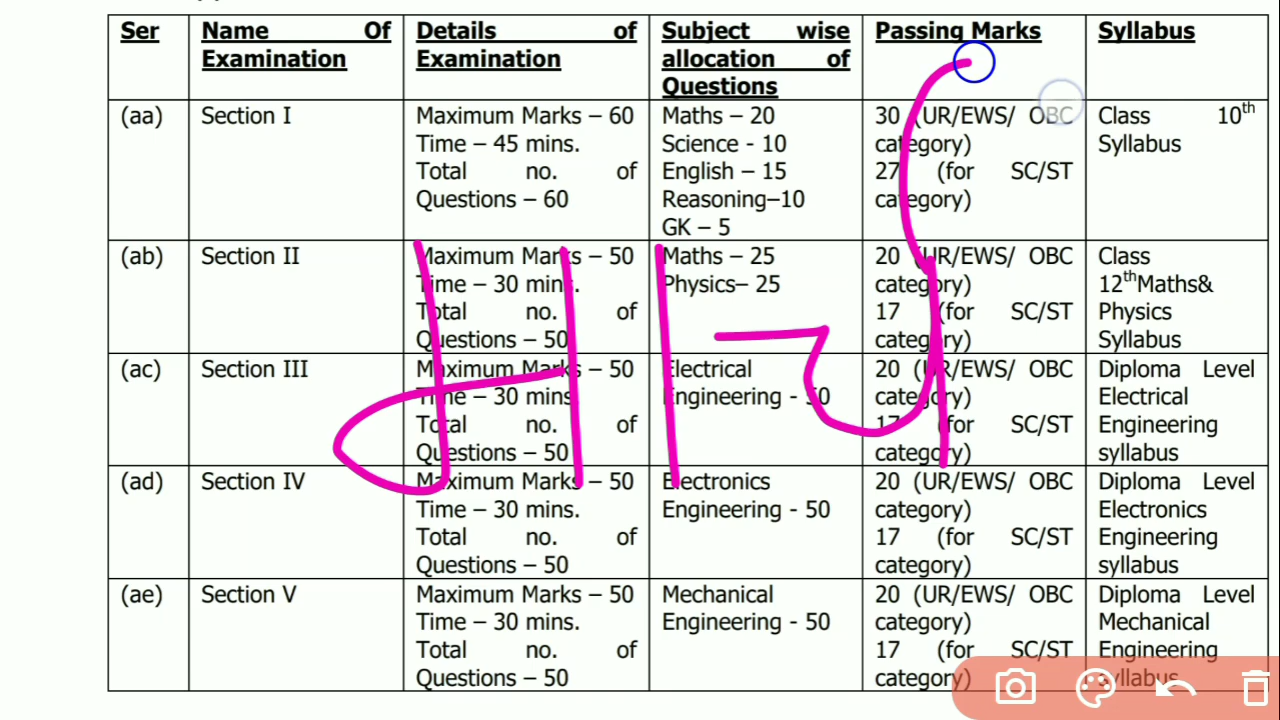 Ser Name Of Examination Details of Examination Subject wise allocation of Questions Passing Marks Syllabus
(aa) Section I
Maximum Marks – 60
Time – 45 mins.
Total no. of
Questions – 60
Maths – 20
Science - 10
English – 15
Reasoning–10
GK – 5
30 (UR/EWS/ OBC
category)
27 (for SC/ST
category)
Class 10th
Syllabus
(ab) Section II
Maximum Marks – 50
Time – 30 mins.
Total no. of
Questions – 50
Maths – 25
Physics– 25
20 (UR/EWS/ OBC
category)
17 (for SC/ST
category)
Class
12thMaths&
Physics
Syllabus
(ac) Section III
Maximum Marks – 50
Time – 30 mins.
Total no. of
Questions – 50
Electrical
Engineering - 50
20 (UR/EWS/ OBC
category)
17 (for SC/ST
category)
Diploma Level
Electrical
Engineering
syllabus
(ad) Section IV
Maximum Marks – 50
Time – 30 mins.
Total no. of
Questions – 50
Electronics
Engineering - 50
20 (UR/EWS/ OBC
category)
17 (for SC/ST
category)
Diploma Level
Electronics
Engineering
syllabus
(ae) Section V
Maximum Marks – 50
Time – 30 mins.
Total no. of
Questions – 50
Mechanical
Engineering - 50
20 (UR/EWS/ OBC
category)
17 (for SC/ST
category)
Diploma Level
Mechanical
Engineering
syllabus